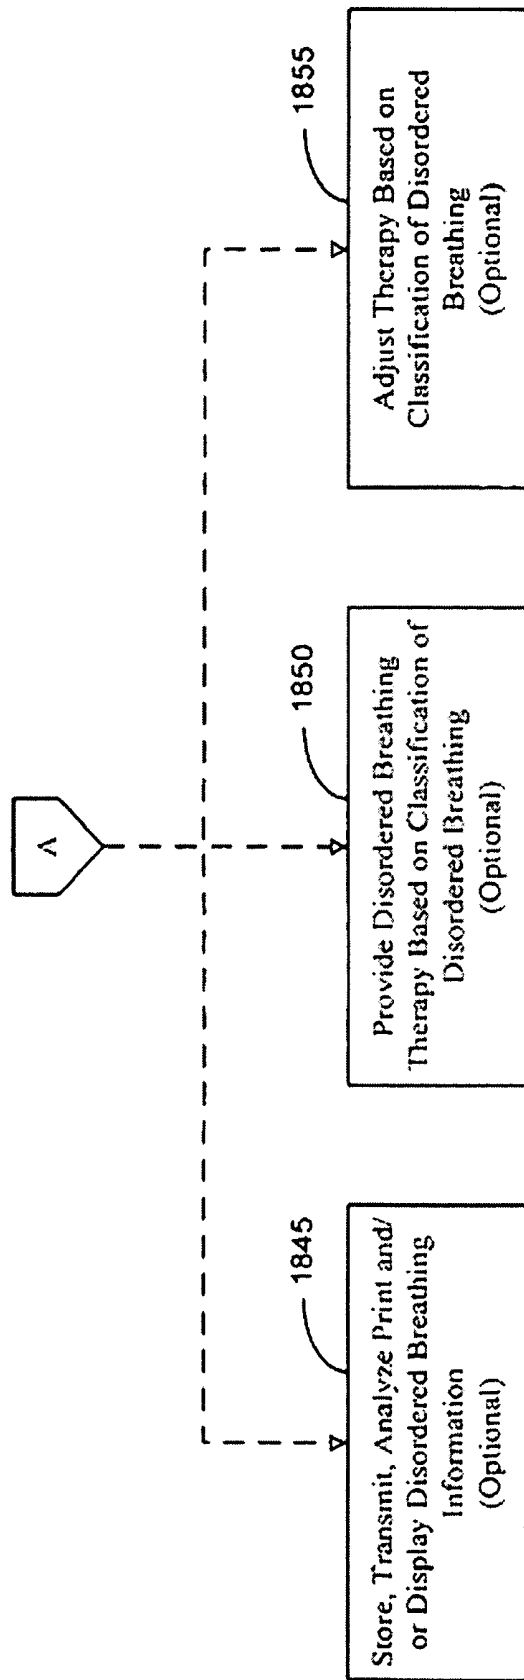 A
1845
Store, Transmit, Analyze Print and/
or Display Disordered Breathing
Information
(Optional)
1850
Provide Disordered Breathing
Therapy Based on Classification of
Disordered Breathing
(Optional)
1855
Adjust Therapy Based on
Classification of Disordered
Breathing
(Optional)